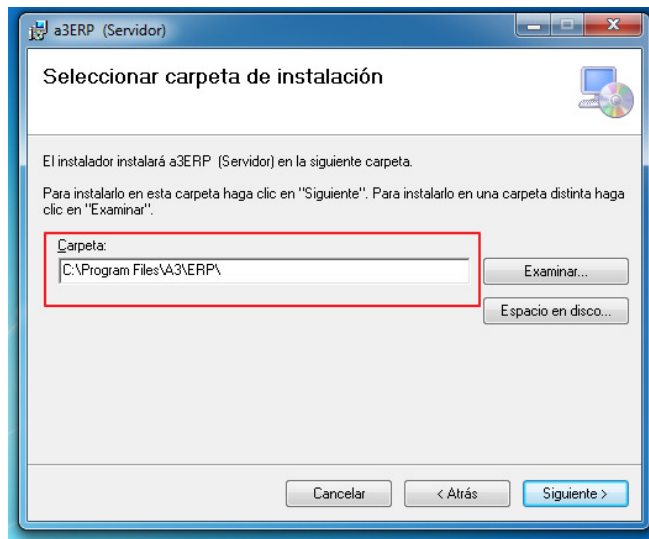 a3ERP (Servidor)
Seleccionar carpeta de instalación
El instalador instalará a3ERP (Servidor) en la siguiente carpeta.
Para instalarlo en esta carpeta haga clic en "Siguiente". Para instalarlo en una carpeta distinta haga
clic en "Examinar".
Carpeta:
C:\Program Files\A3\ERP\
Examinar...
Espacio en disco...
Cancelar
< Atrás
Siguiente >